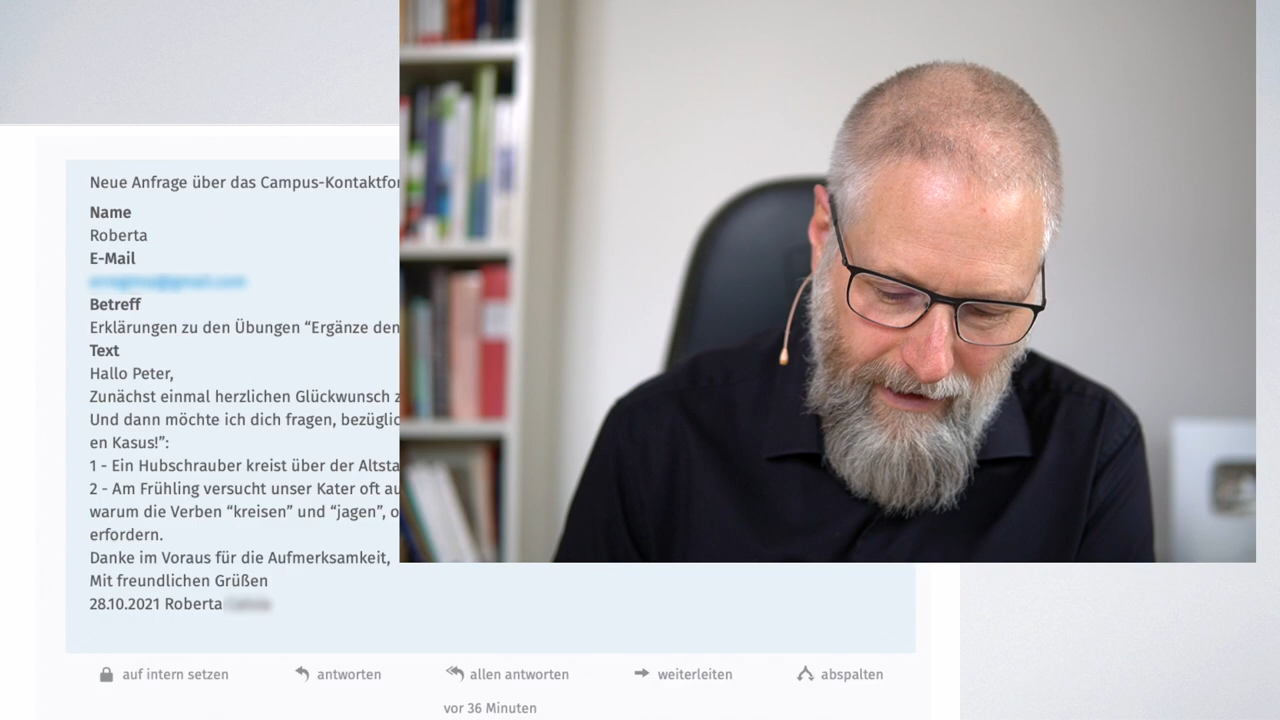 Neue Anfrage über das Campus-Kontaktfor
Name
Roberta
E-Mail
Betreff
Erklärungen zu den Übungen “Ergänze den
Text
Hallo Peter,
Zunächst einmal herzlichen Glückwunsch z
Und dann möchte ich dich fragen, bezüglic
en Kasus!”:
1 - Ein Hubschrauber kreist über der Altsta
2 - Am Frühling versucht unser Kater oft au
warum die Verben “kreisen” und “jagen”, o
erfordern.
Danke im Voraus für die Aufmerksamkeit,
Mit freundlichen Grüßen
28.10.2021 Roberta
auf intern setzen antworten allen antworten weiterleiten abspalten
vor 36 Minuten